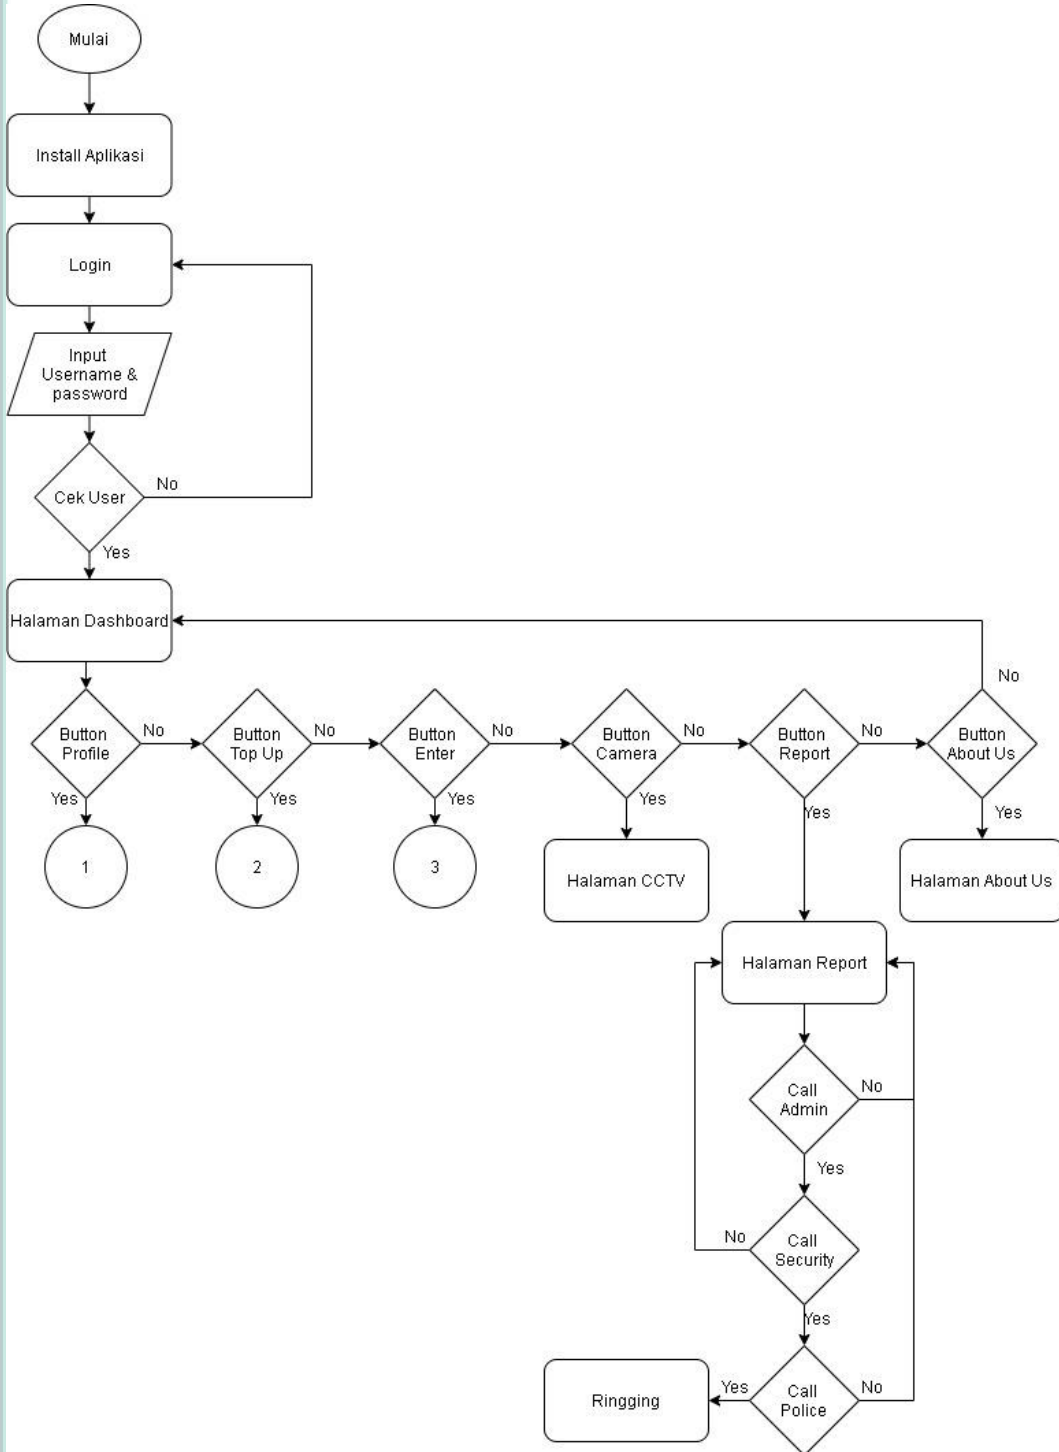 Mulai
Install Aplikasi
Login
Input
Username &
password
Cek User
No
Yes
Halaman Dashboard
No
Button
Profile
No
Button
Top Up
No
Button
Enter
No
Button
Camera
No
Button
Report
No
Button
About Us
Yes
Yes
Yes
Yes
Yes
Yes
1
2
3
Halaman CCTV
Halaman About Us
Halaman Report
Call
Admin
No
Yes
No
Call
Security
Yes
Ringging
Yes
Call
Police
No